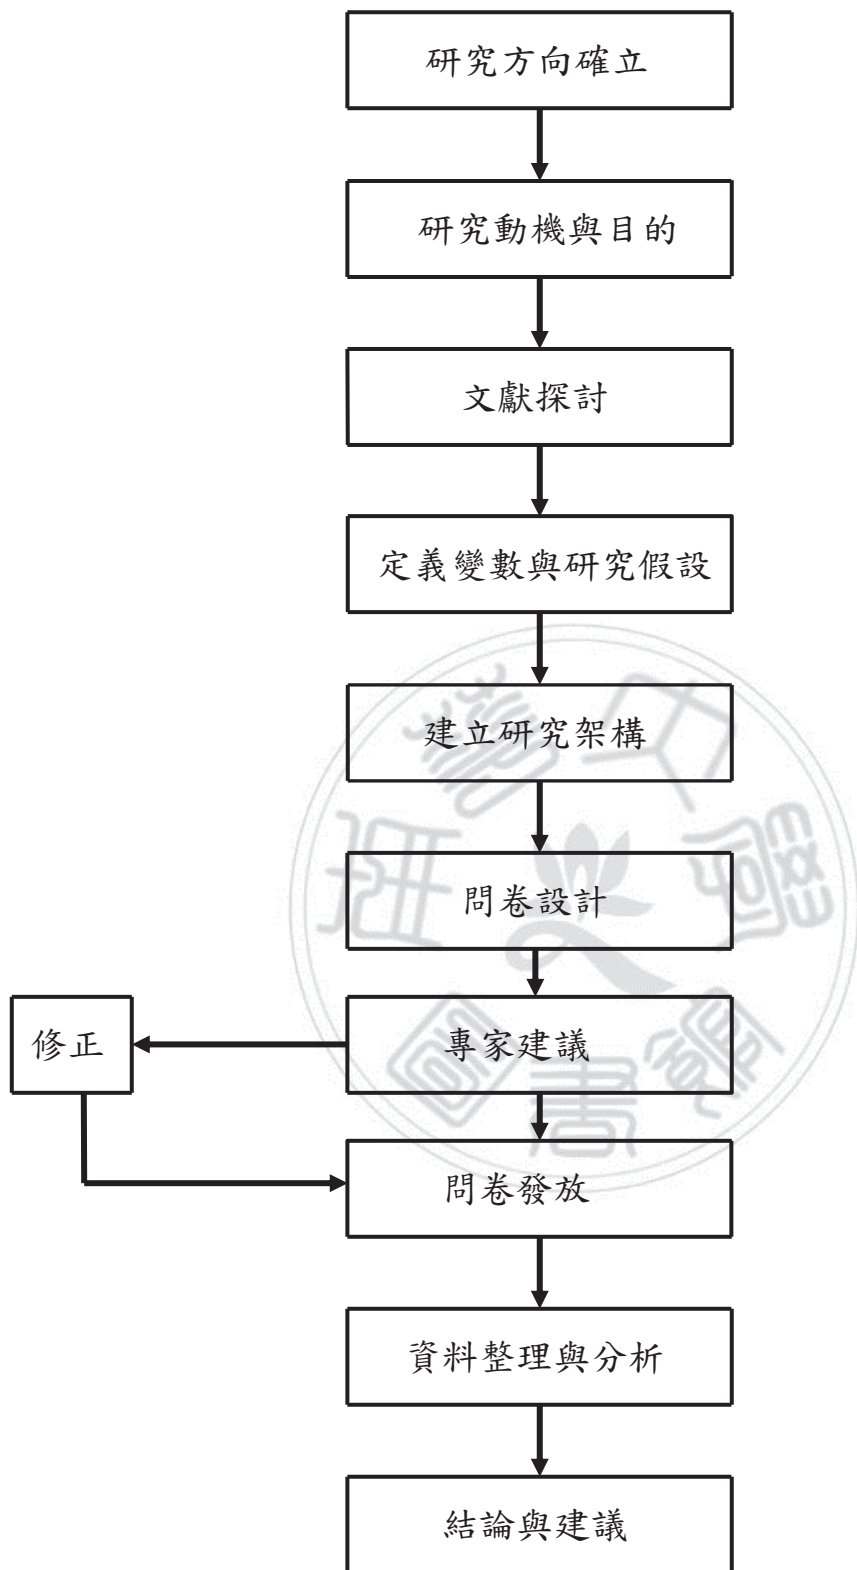 研究方向確立
研究動機與目的
文獻探討
定義變數與研究假設
建立研究架構
問卷設計
專家建議
修正
問卷發放
資料整理與分析
結論與建議